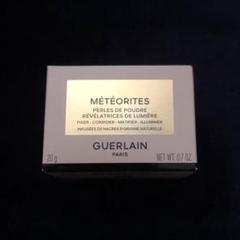 MÉTÉORITES
PERLES DE POUDRE
RÉVÉLATRICES DE LUMIÈRE
FIXER - CORRIGER - MATIFIER - ILLUMINER
INFUSÉES DE NACRES D'ORIGINE NATURELLE
GUERLAIN
PARIS
20 g NET WT. 0.7 OZ.